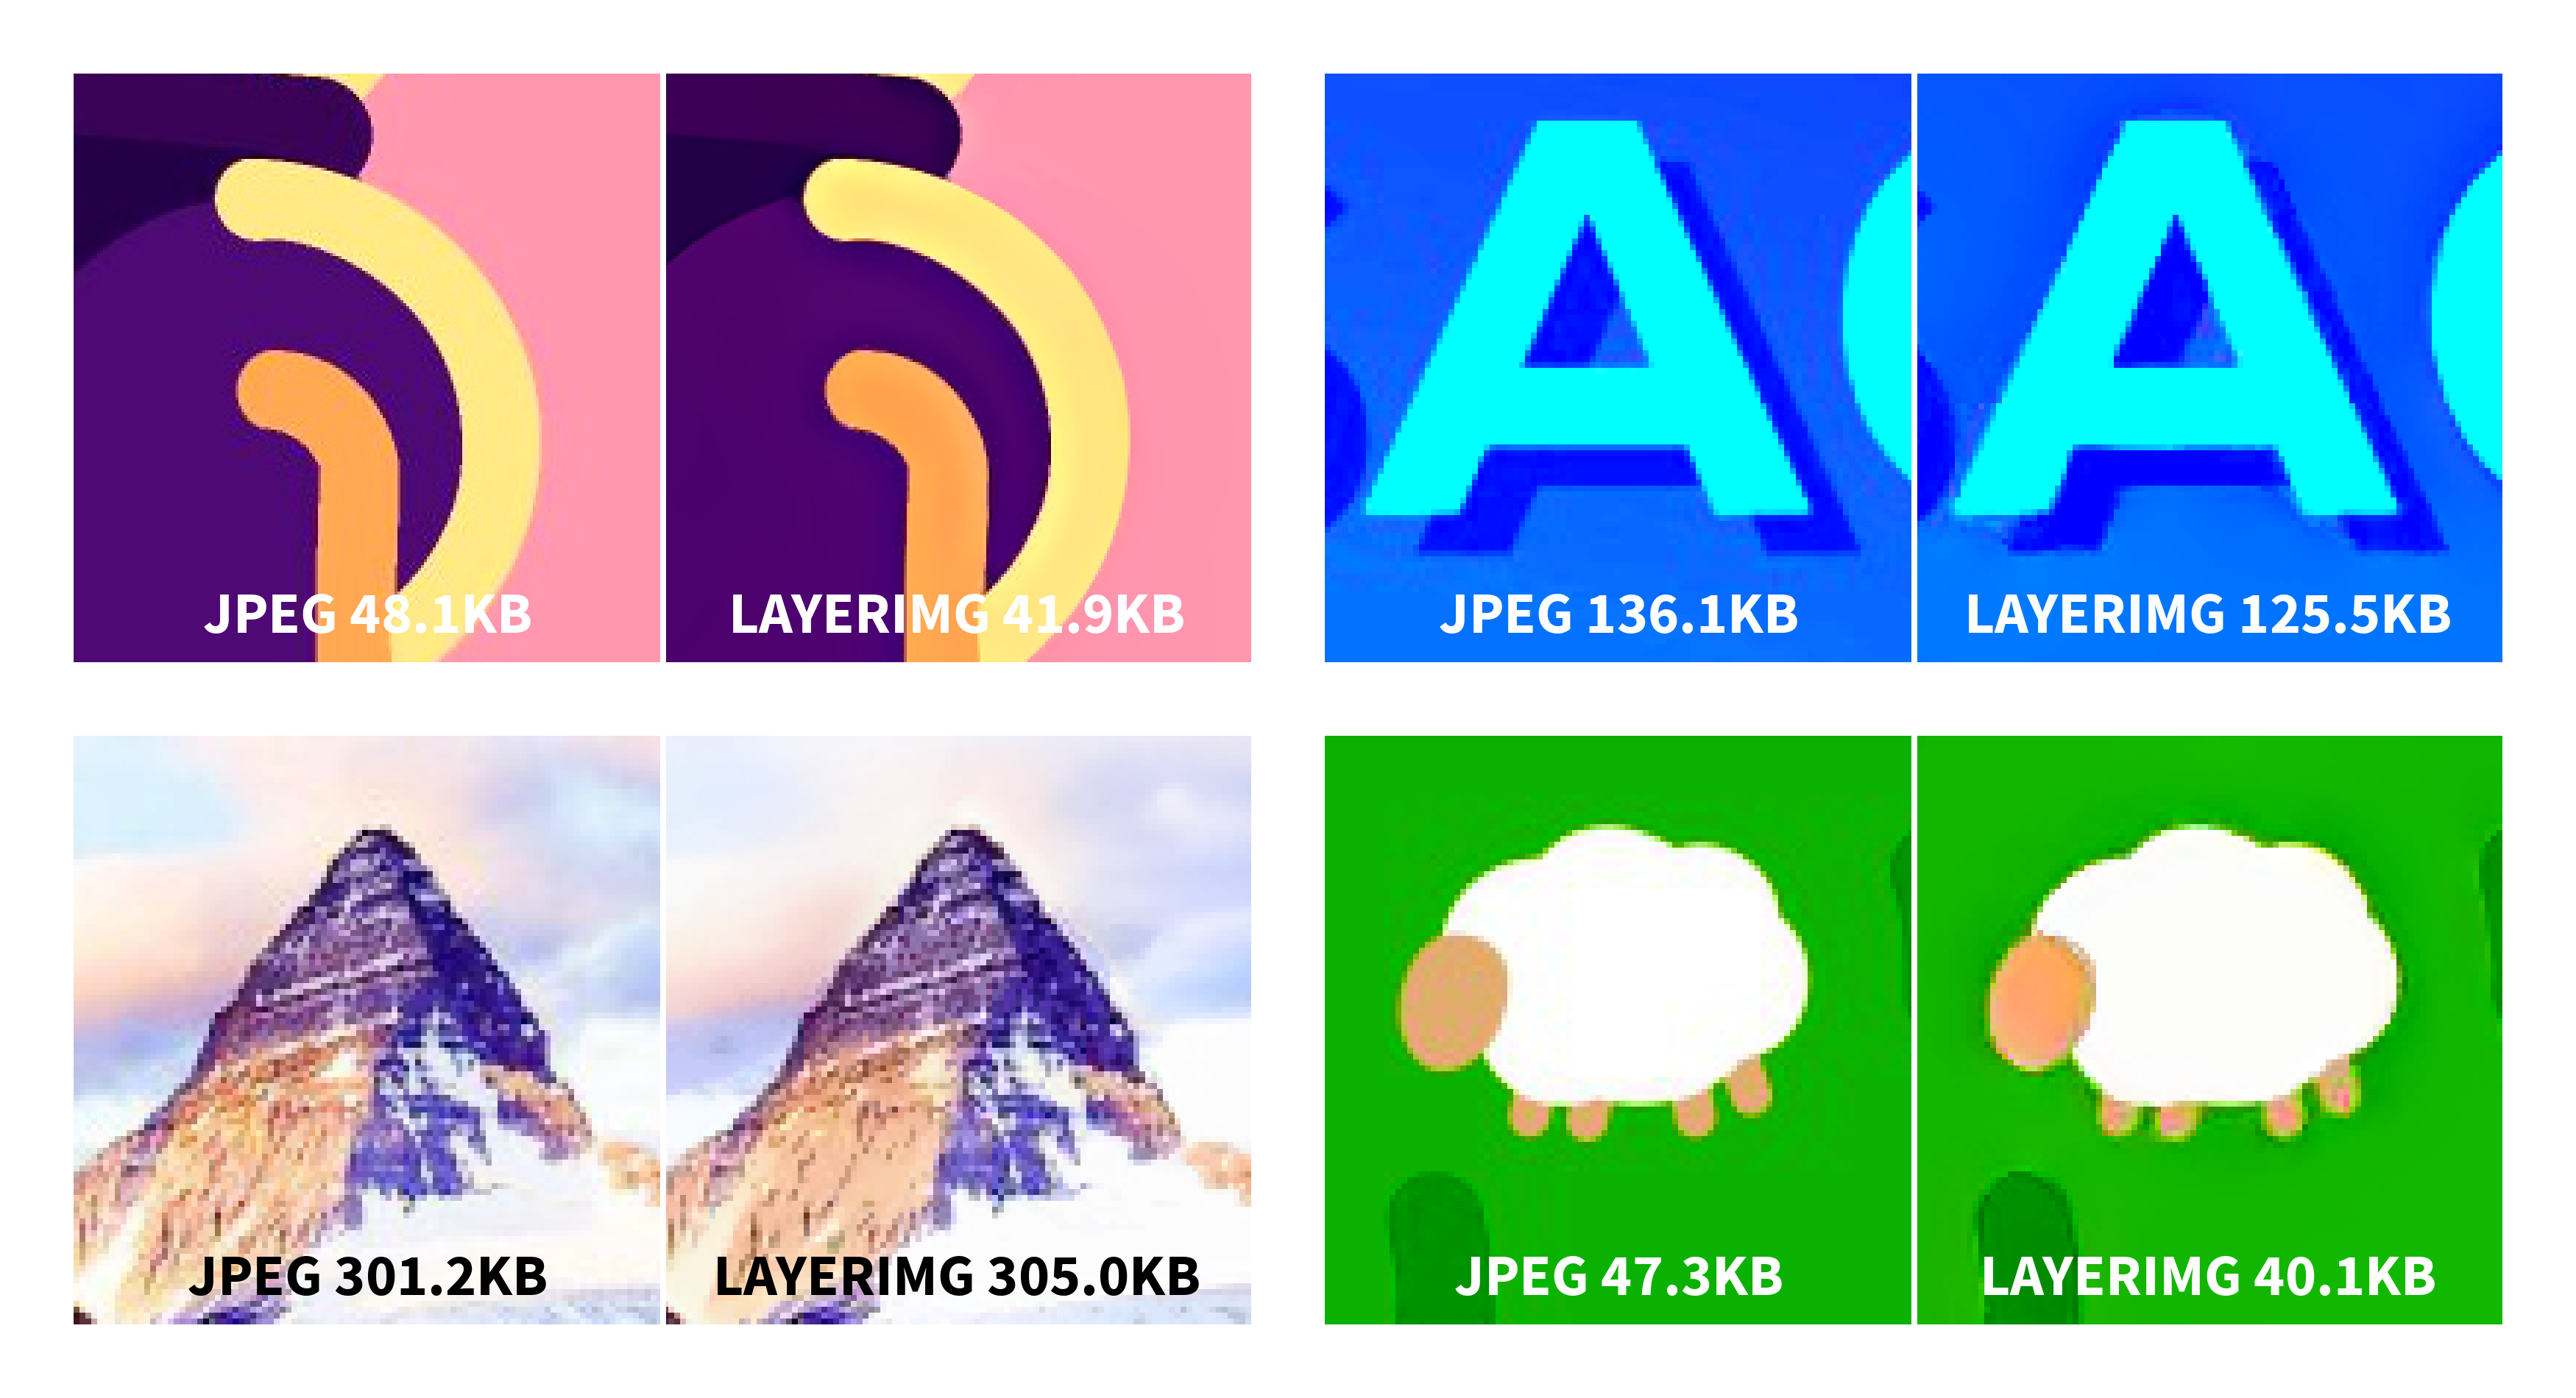 A
JPEG 48.1KB
LAYERIMG 41.9KB
A
JPEG 136.1KB
A
LAYERIMG 125.5KB
JPEG 301.2KB
LAYERIMG 305.0KB
JPEG 47.3KB
LAYERIMG 40.1KB